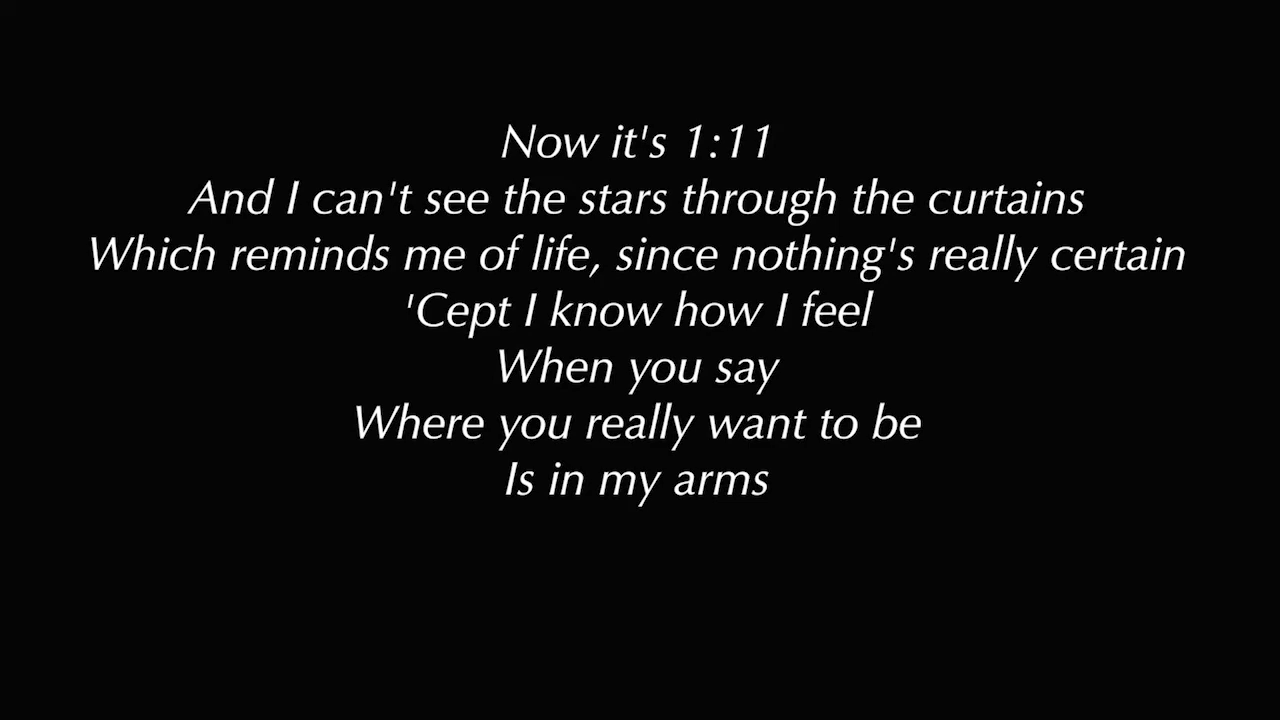 Now it's 1:11
And I can't see the stars through the curtains
Which reminds me of life, since nothing's really certain
'Cept I know how I feel
When you say
Where you really want to be
Is in my arms